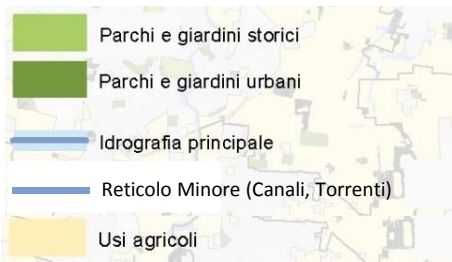 Parchi e giardini storici
Parchi e giardini urbani
Idrografia principale
Reticolo Minore (Canali, Torrenti)
Usi agricoli